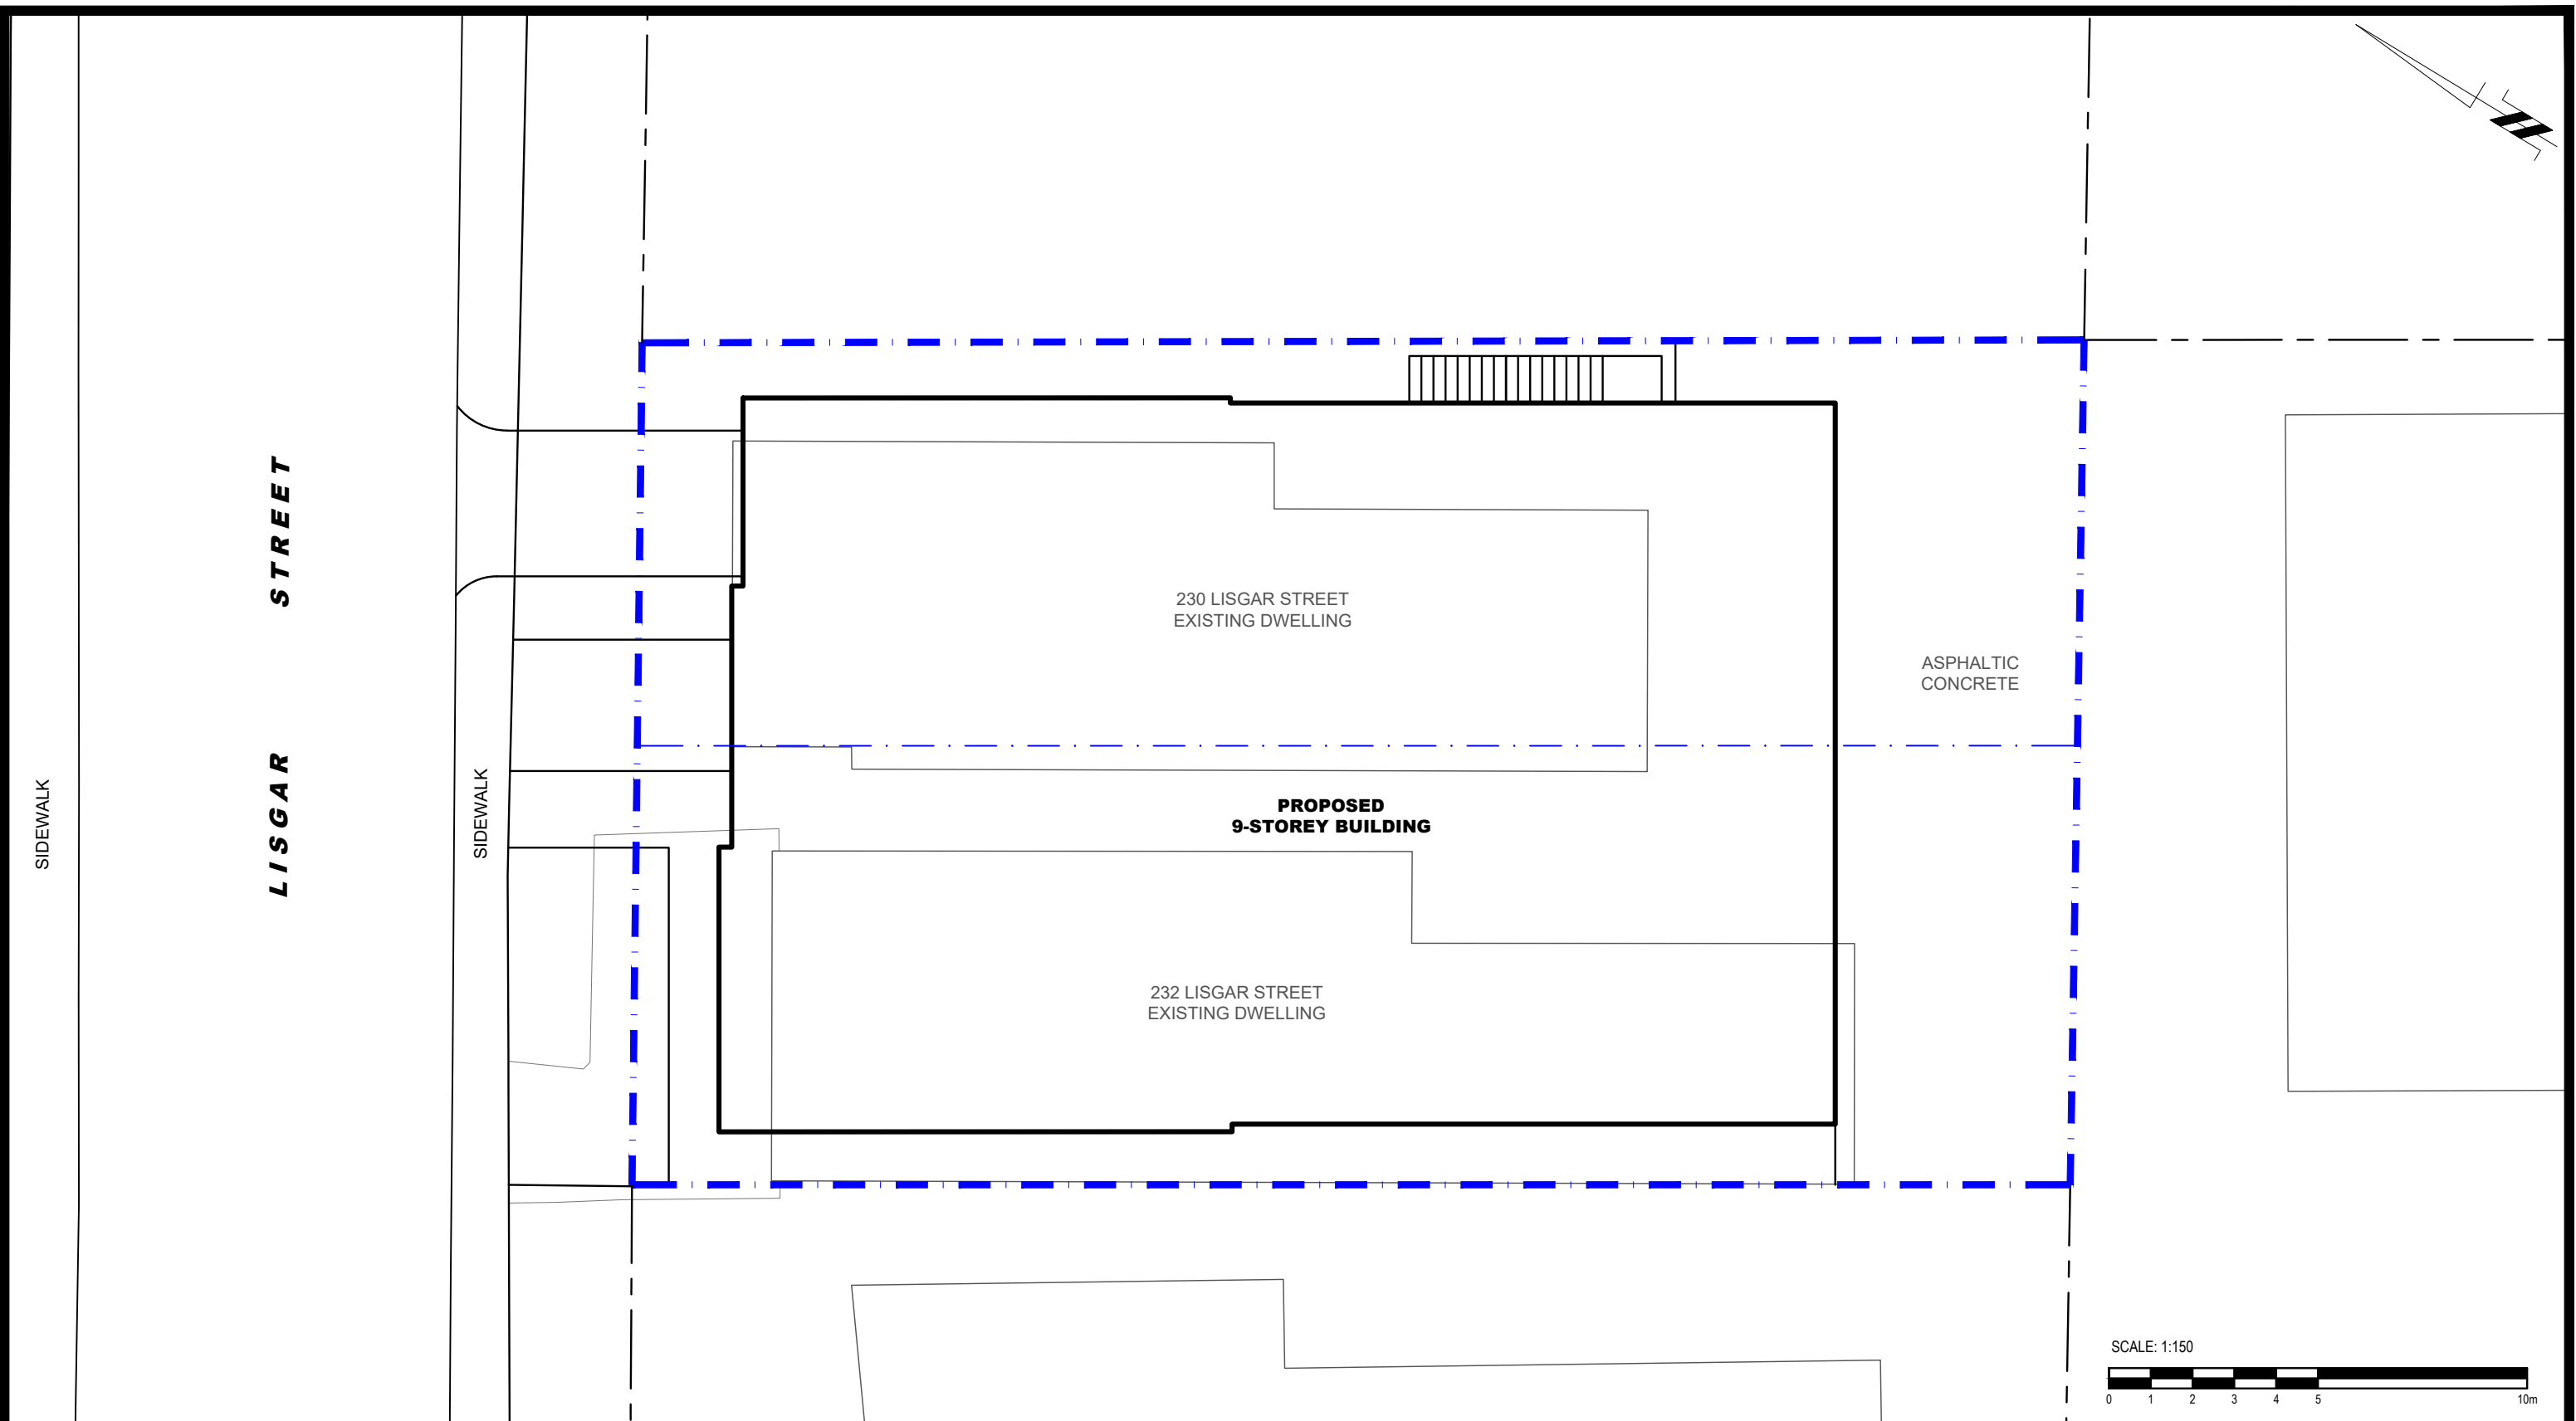 SIDEWALK
LISGAR STREET
SIDEWALK
230 LISGAR STREET
EXISTING DWELLING
ASPHALTIC
CONCRETE
PROPOSED
9-STOREY BUILDING
232 LISGAR STREET
EXISTING DWELLING
SCALE: 1:150
0 1 2 3 4 5 10m